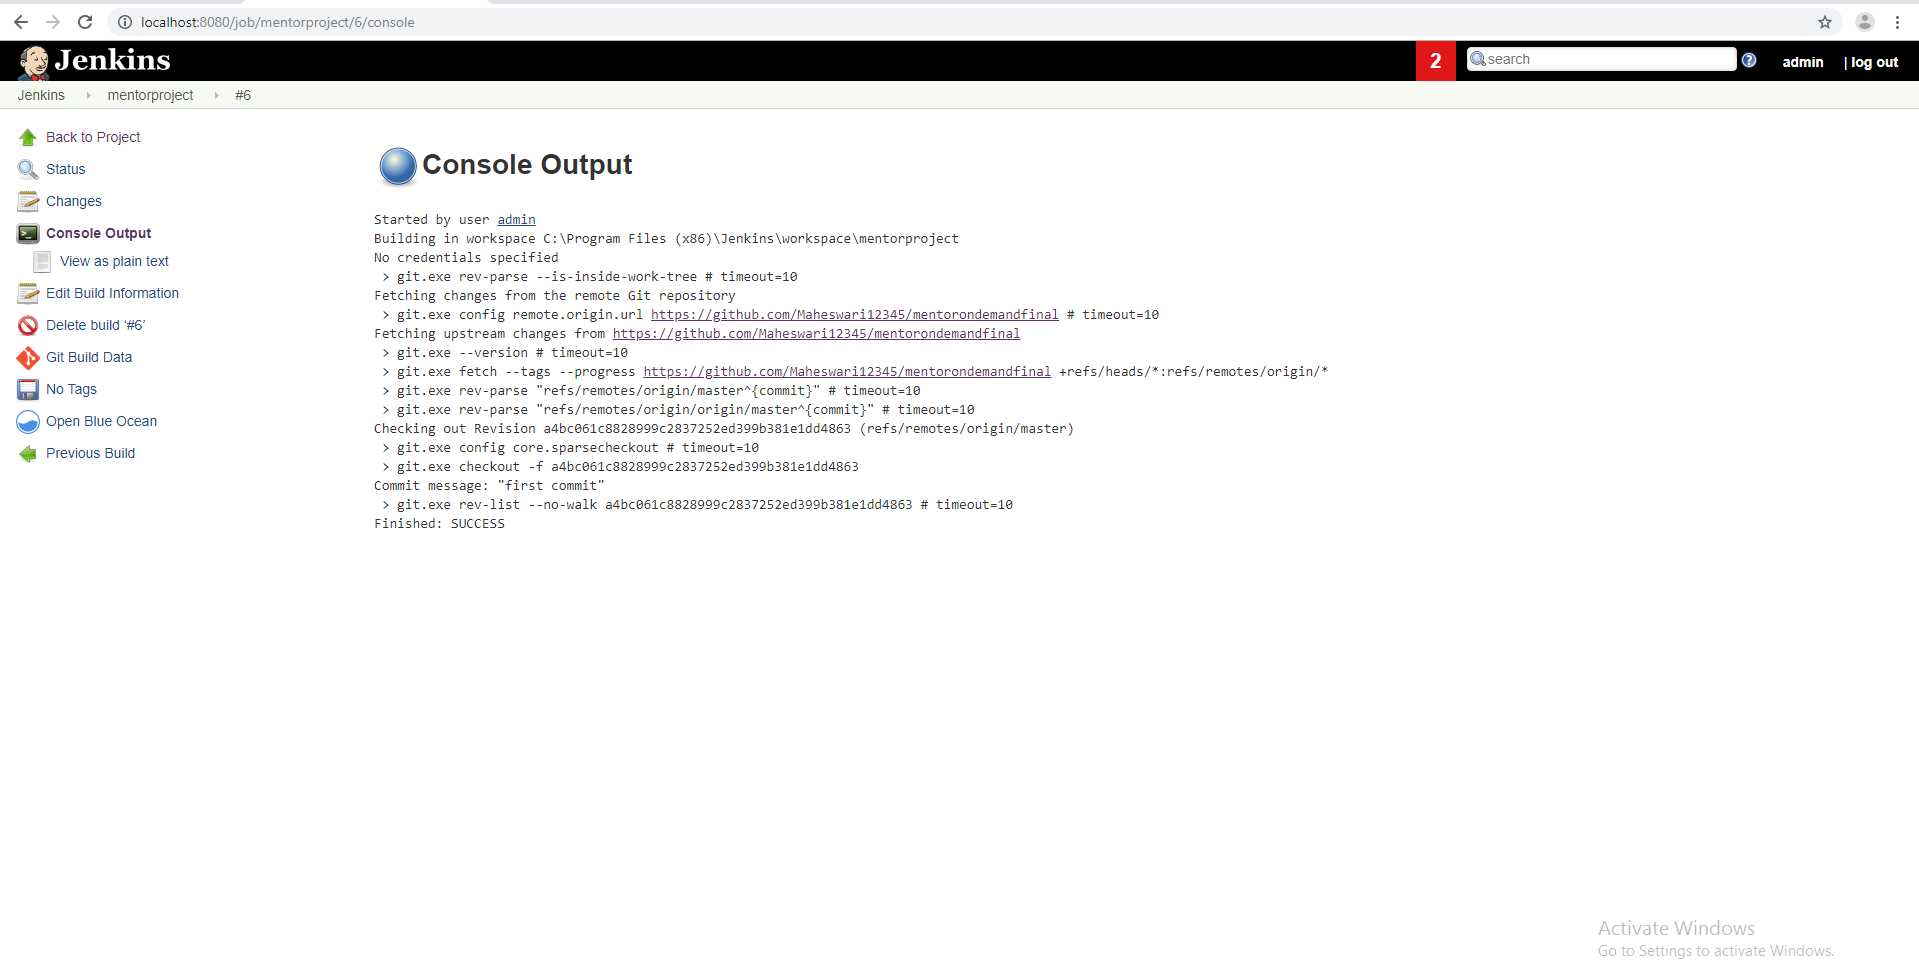 localhost:8080/job/mentorproject/6/console
Jenkins
2
search
admin
| log out
Jenkins
mentorproject
#6
Back to Project
Status
Changes
Console Output
View as plain text
Edit Build Information
Delete build ‘#6’
Git Build Data
No Tags
Open Blue Ocean
Previous Build
Console Output
Started by user admin
Building in workspace C:\Program Files (x86)\Jenkins\workspace\mentorproject
No credentials specified
> git.exe rev-parse --is-inside-work-tree # timeout=10
Fetching changes from the remote Git repository
> git.exe config remote.origin.url https://github.com/Maheswari12345/mentorondemandfinal # timeout=10
Fetching upstream changes from https://github.com/Maheswari12345/mentorondemandfinal
> git.exe --version # timeout=10
> git.exe fetch --tags --progress https://github.com/Maheswari12345/mentorondemandfinal +refs/heads/*:refs/remotes/origin/*
> git.exe rev-parse "refs/remotes/origin/master^{commit}" # timeout=10
> git.exe rev-parse "refs/remotes/origin/origin/master^{commit}" # timeout=10
Checking out Revision a4bc061c8828999c2837252ed399b381e1dd4863 (refs/remotes/origin/master)
> git.exe config core.sparsecheckout # timeout=10
> git.exe checkout -f a4bc061c8828999c2837252ed399b381e1dd4863
Commit message: "first commit"
> git.exe rev-list --no-walk a4bc061c8828999c2837252ed399b381e1dd4863 # timeout=10
Finished: SUCCESS
Activate Windows
Go to Settings to activate Windows.